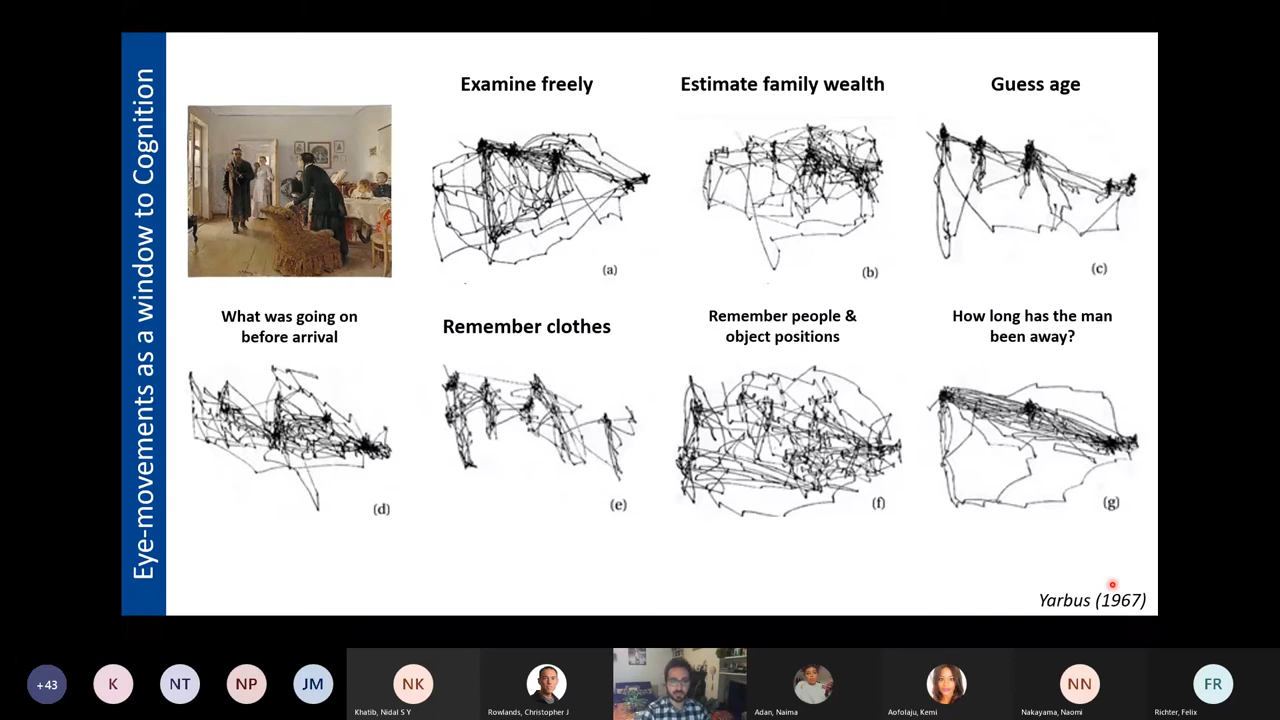 Eye-movements as a window to Cognition
Examine freely
Estimate family wealth
Guess age
(a)
(b)
(c)
What was going on
before arrival
Remember clothes
Remember people &
object positions
How long has the man
been away?
(d)
(e)
(f)
(g)
Yarbus (1967)
+43
K
NT
NP
JM
NK
NN
FR
Khatib, Nidal S Y
Rowlands, Christopher J
Adan, Naima
Aofolaju, Kemi
Nakayama, Naomi
Richter, Felix